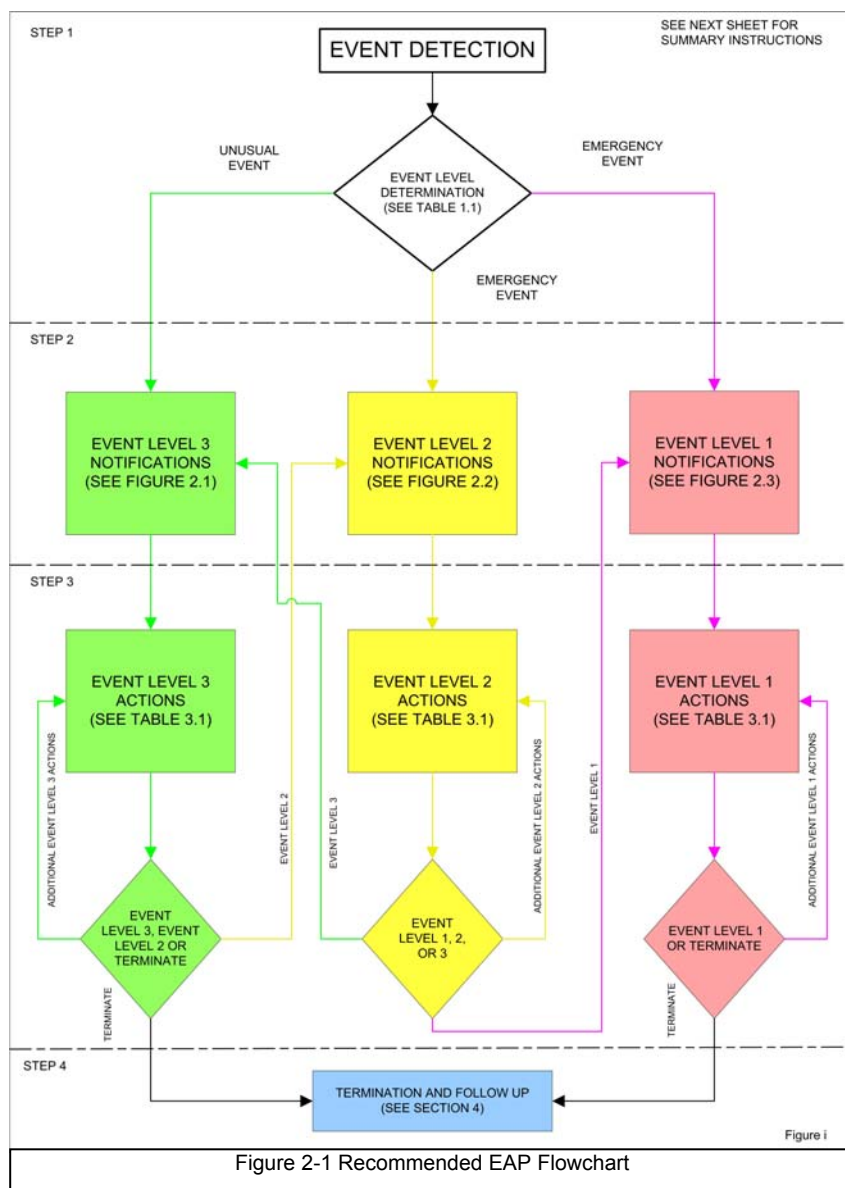 STEP 1
SEE NEXT SHEET FOR
SUMMARY INSTRUCTIONS
EVENT DETECTION
UNUSUAL
EVENT
EMERGENCY
EVENT
EVENT LEVEL
DETERMINATION
(SEE TABLE 1.1)
EMERGENCY
EVENT
STEP 2
EVENT LEVEL 3
NOTIFICATIONS
(SEE FIGURE 2.1)
EVENT LEVEL 2
NOTIFICATIONS
(SEE FIGURE 2.2)
EVENT LEVEL 1
NOTIFICATIONS
(SEE FIGURE 2.3)
STEP 3
EVENT LEVEL 3
ACTIONS
(SEE TABLE 3.1)
EVENT LEVEL 2
ACTIONS
(SEE TABLE 3.1)
EVENT LEVEL 1
ACTIONS
(SEE TABLE 3.1)
ADDITIONAL EVENT LEVEL 3 ACTIONS
EVENT LEVEL 2
EVENT LEVEL 3
ADDITIONAL EVENT LEVEL 2 ACTIONS
EVENT LEVEL 1
ADDITIONAL EVENT LEVEL 1 ACTIONS
EVENT
LEVEL 3, EVENT
LEVEL 2 OR
TERMINATE
EVENT
LEVEL 1, 2,
OR 3
EVENT LEVEL 1
OR TERMINATE
TERMINATE
TERMINATE
STEP 4
TERMINATION AND FOLLOW UP
(SEE SECTION 4)
Figure i
Figure 2-1 Recommended EAP Flowchart